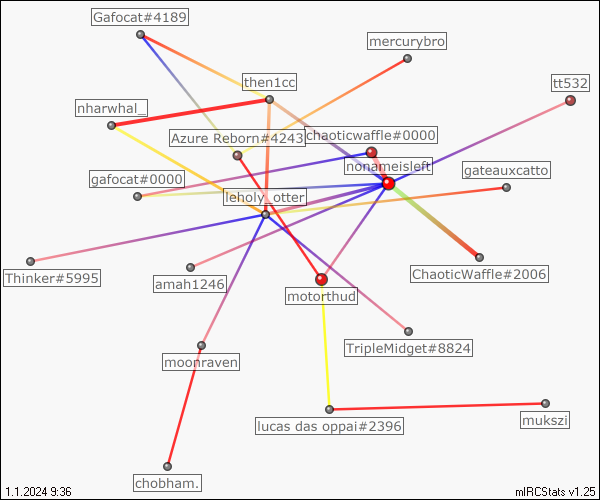 Gafocat#4189
mercurybro
then1cc
tt532
nharwhal_
Azure Reborn#4243
chaoticwaffle#0000
nonameisleft
gateauxcatto
gafocat#0000
leholy_otter
Thinker#5995
amah1246
ChaoticWaffle#2006
motorthud
TripleMidget#8824
moonraven
lucas das oppai#2396
mukszi
chobham.
1.1.2024 9:36
mIRCStats v1.25